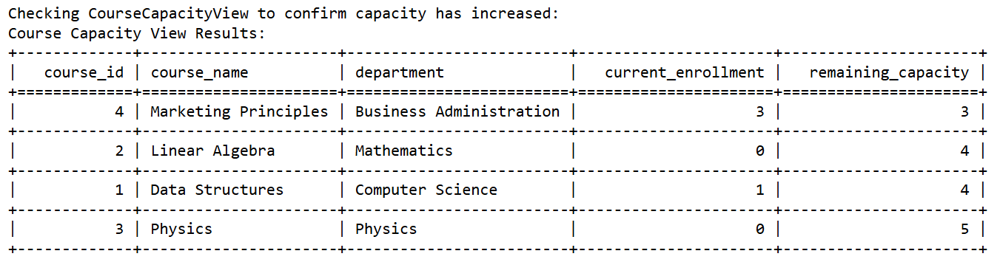 Checking CourseCapacityView to confirm capacity has increased:
Course Capacity View Results:
+-------------+----------------------+-------------------------+----------------------+----------------------+
|   course_id | course_name          | department              |   current_enrollment |   remaining_capacity |
+=============+======================+=========================+======================+======================+
|           4 | Marketing Principles | Business Administration |                    3 |                    3 |
+-------------+----------------------+-------------------------+----------------------+----------------------+
|           2 | Linear Algebra       | Mathematics             |                    0 |                    4 |
+-------------+----------------------+-------------------------+----------------------+----------------------+
|           1 | Data Structures      | Computer Science        |                    1 |                    4 |
+-------------+----------------------+-------------------------+----------------------+----------------------+
|           3 | Physics              | Physics                 |                    0 |                    5 |
+-------------+----------------------+-------------------------+----------------------+----------------------+